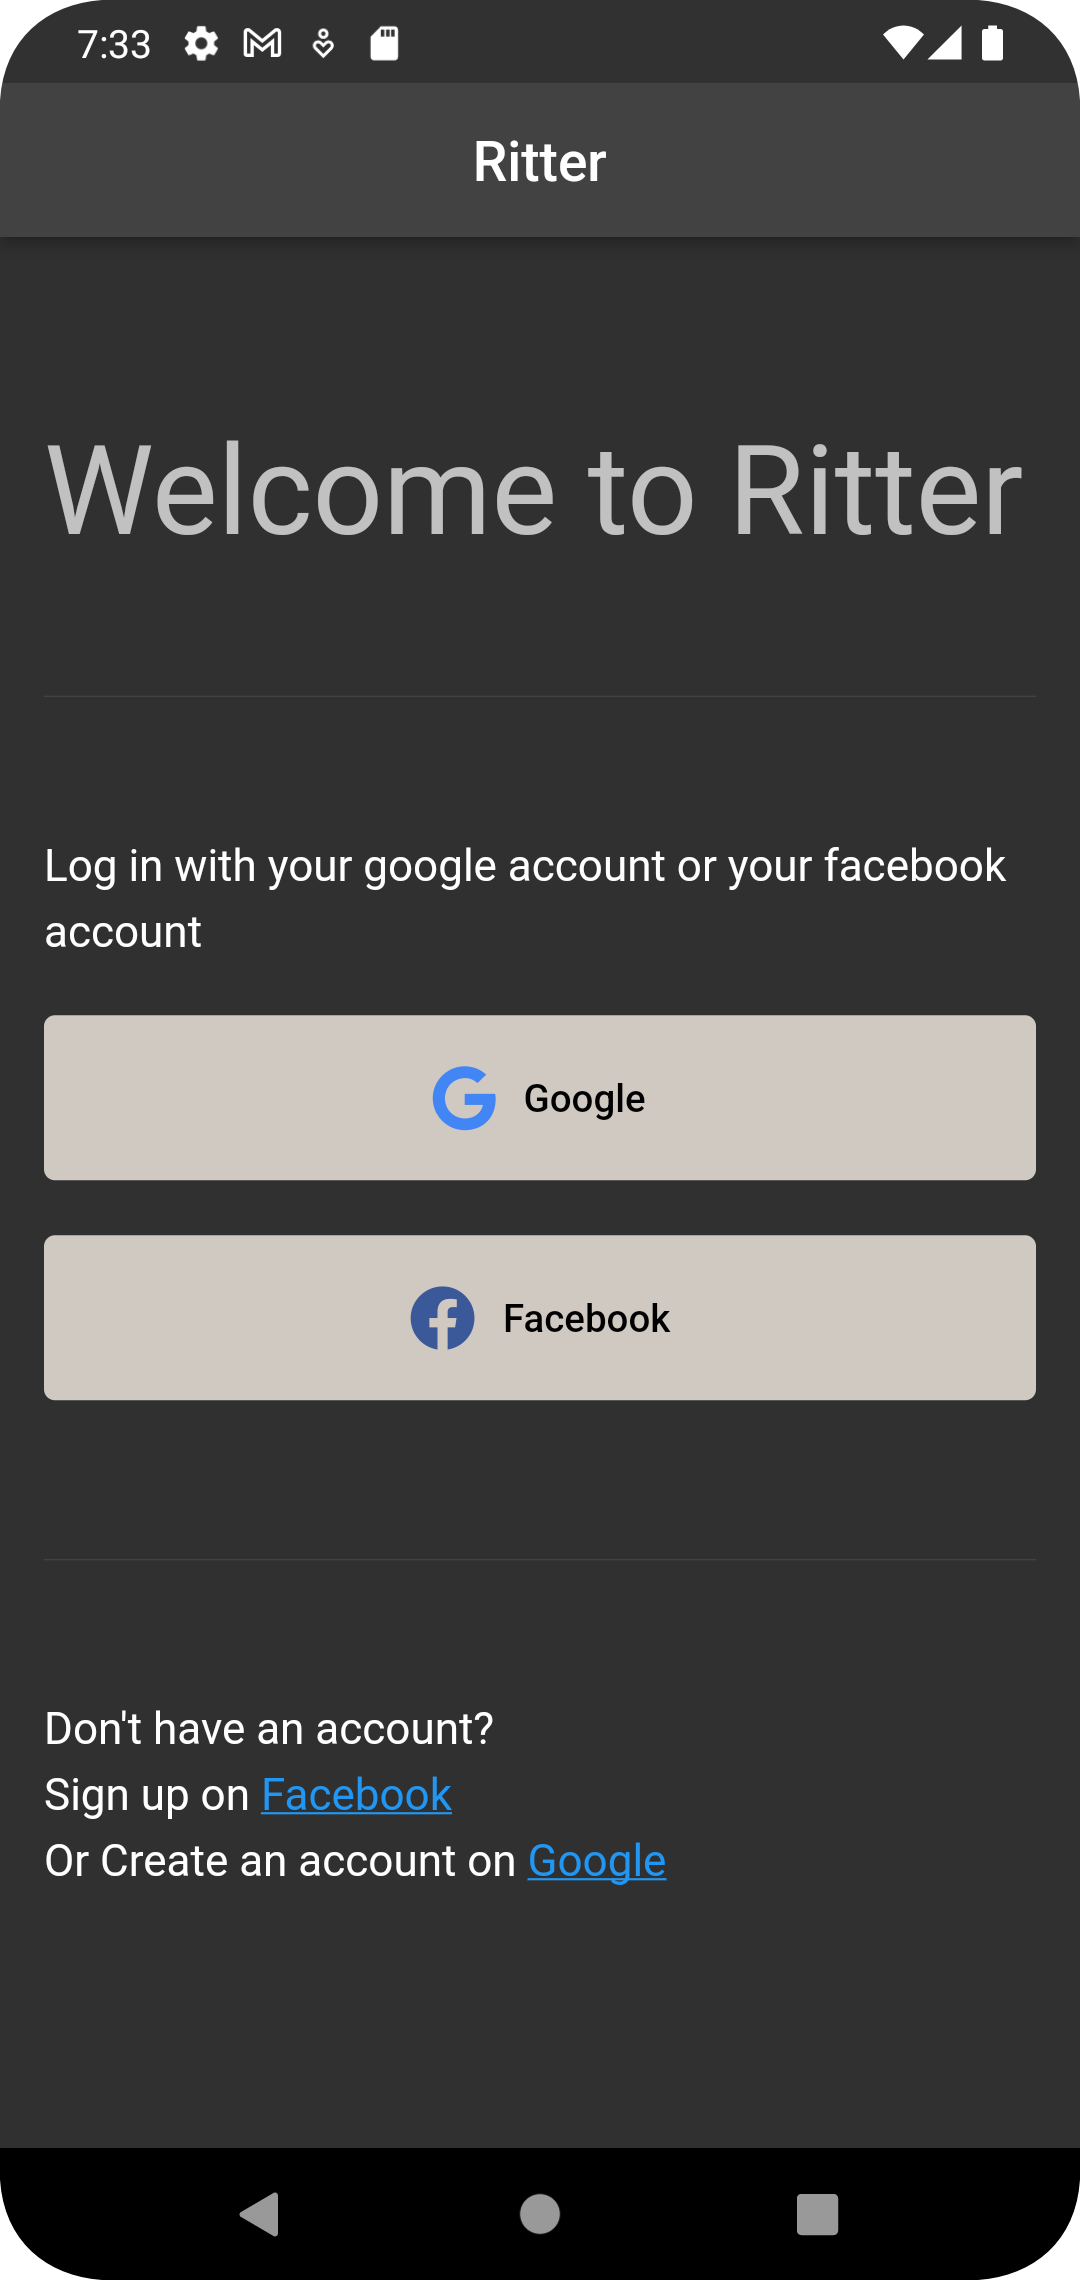 7:33
Ritter
Welcome to Ritter
Log in with your google account or your facebook
account
Google
Facebook
Don't have an account?
Sign up on Facebook
Or Create an account on Google